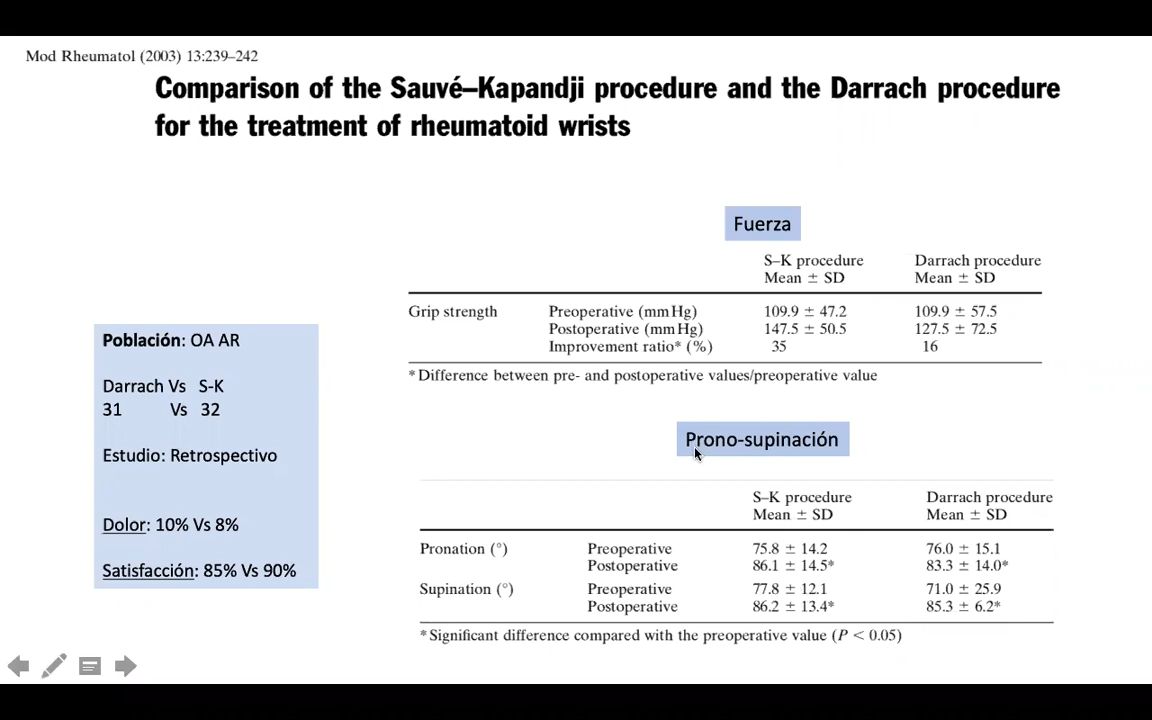 Mod Rheumatol (2003) 13:239–242
Comparison of the Sauvé–Kapandji procedure and the Darrach procedure
for the treatment of rheumatoid wrists
Población: OA AR
Darrach Vs S-K
31 Vs 32
Estudio: Retrospectivo
Dolor: 10% Vs 8%
Satisfacción: 85% Vs 90%
Fuerza
S–K procedure Darrach procedure
Mean ± SD Mean ± SD
Grip strength Preoperative (mm Hg) 109.9 ± 47.2 109.9 ± 57.5
Postoperative (mm Hg) 147.5 ± 50.5 127.5 ± 72.5
Improvement ratio* (%) 35 16
* Difference between pre- and postoperative values/preoperative value
Prono-supinación
S–K procedure Darrach procedure
Mean ± SD Mean ± SD
Pronation (°) Preoperative 75.8 ± 14.2 76.0 ± 15.1
Postoperative 86.1 ± 14.5* 83.3 ± 14.0*
Supination (°) Preoperative 77.8 ± 12.1 71.0 ± 25.9
Postoperative 86.2 ± 13.4* 85.3 ± 6.2*
* Significant difference compared with the preoperative value (P < 0.05)